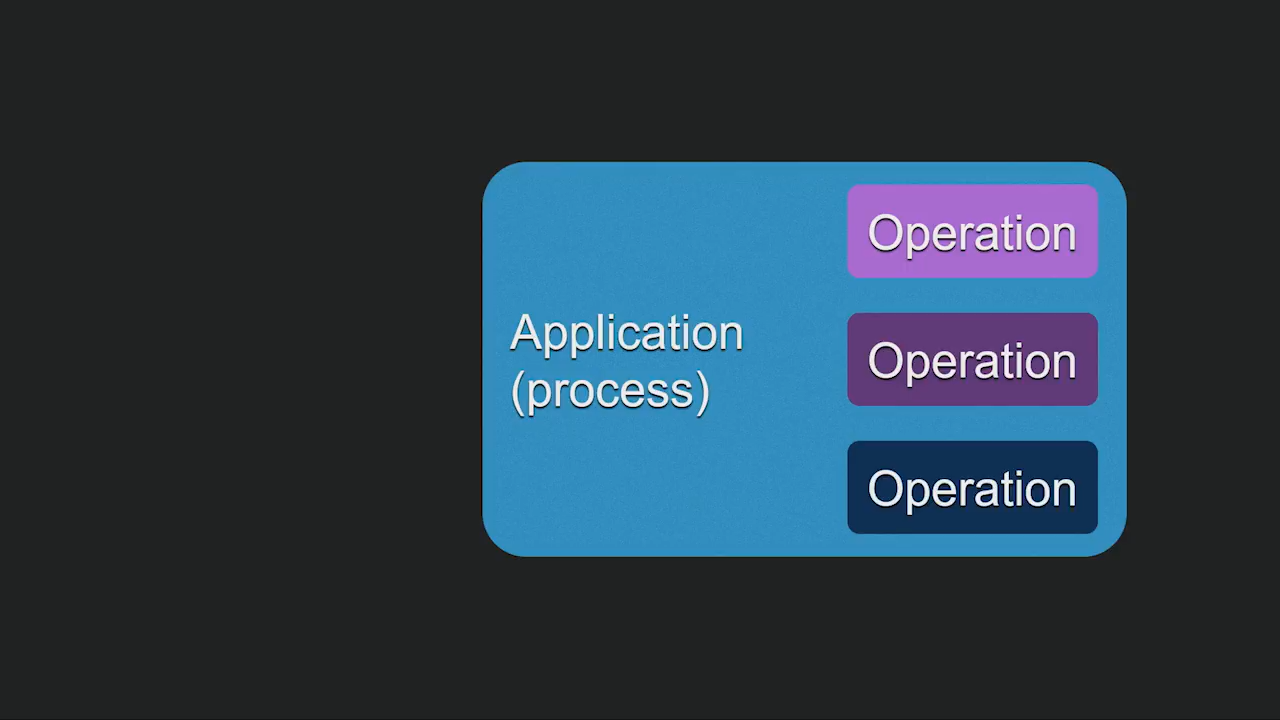 Application
(process)
Operation
Operation
Operation